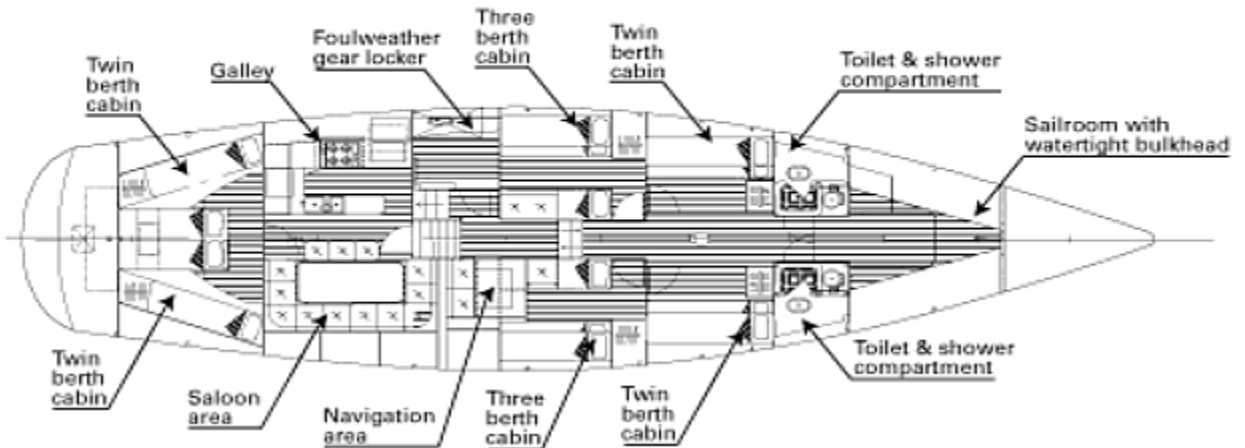 Twin
berth
cabin
Galley
Foulweather
gear locker
Three
berth
cabin
Twin
berth
cabin
Toilet & shower
compartment
Sailroom with
watertight bulkhead
Twin
berth
cabin
Saloon
area
Navigation
area
Three
berth
cabin
Twin
berth
cabin
Toilet & shower
compartment